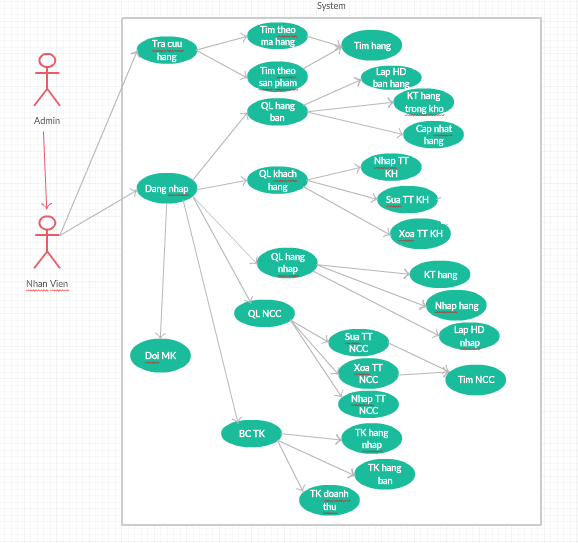 System
Tra cuu
hang
Tim theo
ma hang
Tim hang
Tim theo
san pham
Lap HD
ban hang
QL hang
ban
KT hang
trong kho
Cap nhat
hang
Admin
Dang nhap
QL khach
hang
Nhap TT
KH
Sua TT KH
Xoa TT KH
Nhan Vien
QL hang
nhap
KT hang
Nhap hang
QL NCC
Lap HD
nhap
Sua TT
NCC
Doi MK
Xoa TT
NCC
Tim NCC
Nhap TT
NCC
BC TK
TK hang
nhap
TK hang
ban
TK doanh
thu